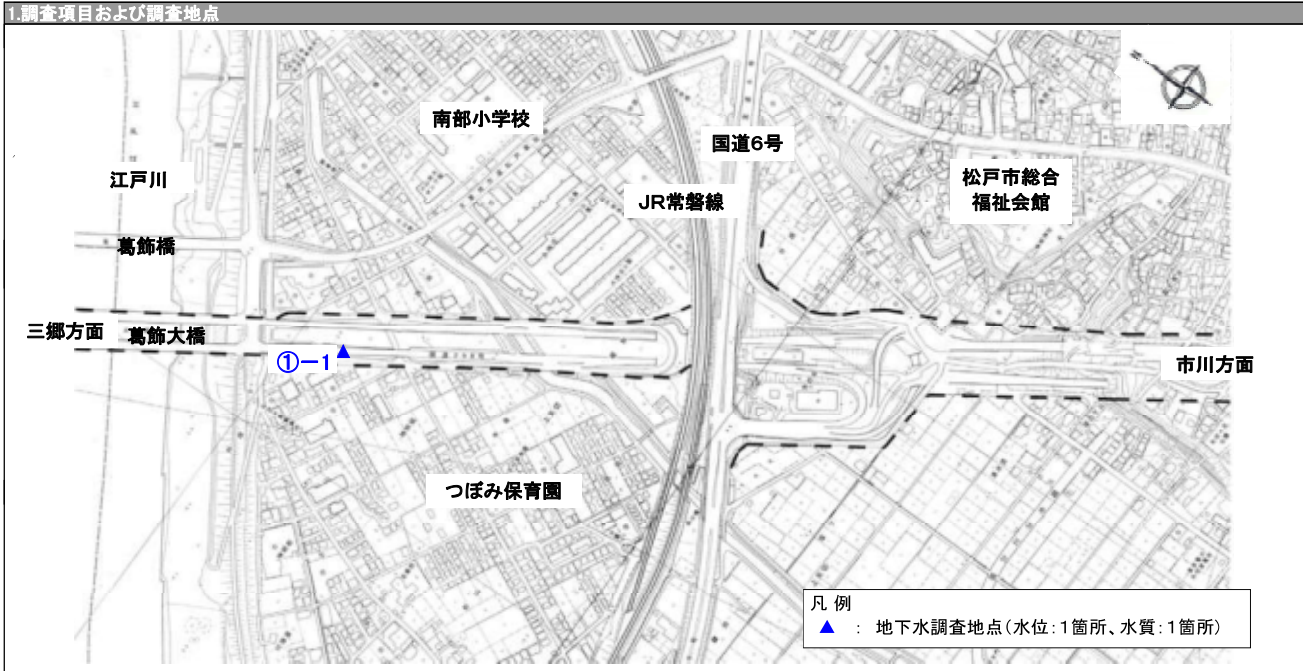 1.調査項目および調査地点
南部小学校
国道6号
江戸川
松戸市総合
福祉会館
JR常磐線
葛飾橋
三郷方面
葛飾大橋
①-1
市川方面
つぼみ保育園
凡 例
▲ : 地下水調査地点(水位:1箇所、水質:1箇所)